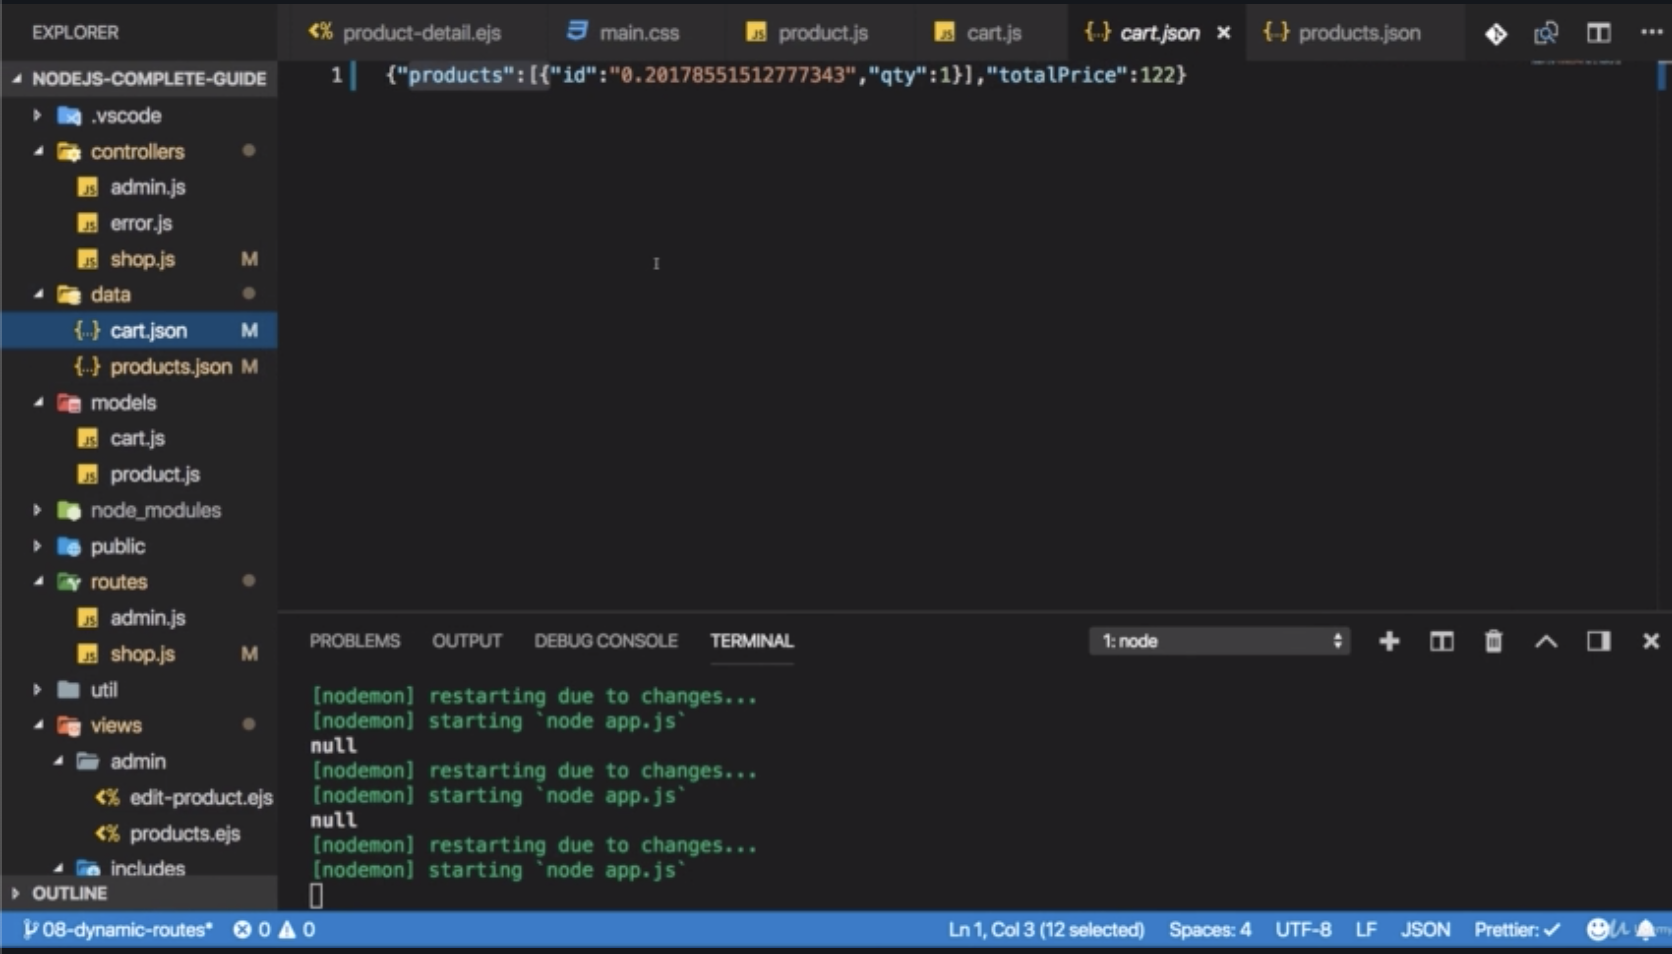 EXPLORER
product-detail.ejs
main.css
product.js
cart.js
cart.json
products.json
NODEJS-COMPLETE-GUIDE
1 {"products":[{"id":"0.20178551512777343","qty":1}],"totalPrice":122}
.vscode
controllers
admin.js
error.js
shop.js M
data
cart.json M
products.json M
models
cart.js
product.js
node_modules
public
routes
admin.js
shop.js M
util
views
admin
edit-product.ejs
products.ejs
includes
OUTLINE
PROBLEMS OUTPUT DEBUG CONSOLE TERMINAL
1: node
[nodemon] restarting due to changes...
[nodemon] starting `node app.js`
null
[nodemon] restarting due to changes...
[nodemon] starting `node app.js`
null
[nodemon] restarting due to changes...
[nodemon] starting `node app.js`
08-dynamic-routes* 0 0 Ln 1, Col 3 (12 selected) Spaces: 4 UTF-8 LF JSON Prettier: ✓